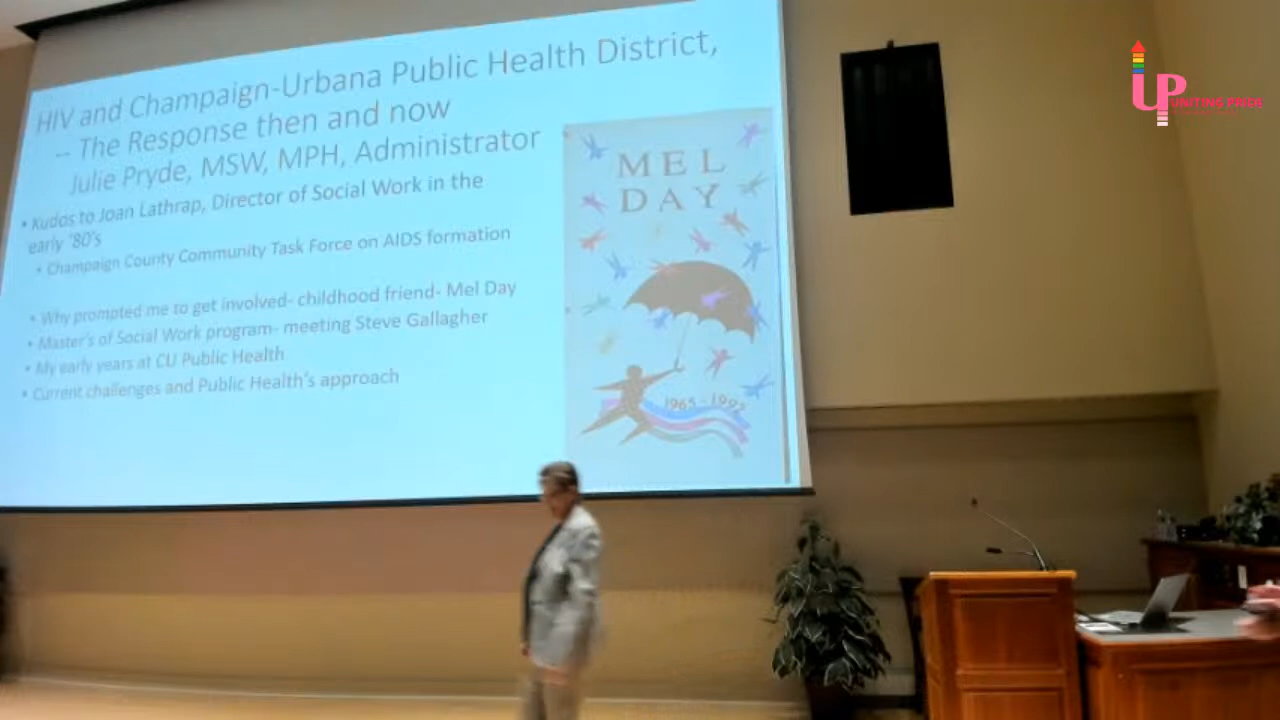 HIV and Champaign-Urbana Public Health District,
– The Response then and now
Julie Pryde, MSW, MPH, Administrator
• Kudos to Joan Lathrap, Director of Social Work in the
early '80's
• Champaign County Community Task Force on AIDS formation
• Why prompted me to get involved- childhood friend- Mel Day
• Master's of Social Work program- meeting Steve Gallagher
• My early years at CU Public Health
• Current challenges and Public Health's approach
MEL
DAY
1965-1992
UP
UNITING PRIDE